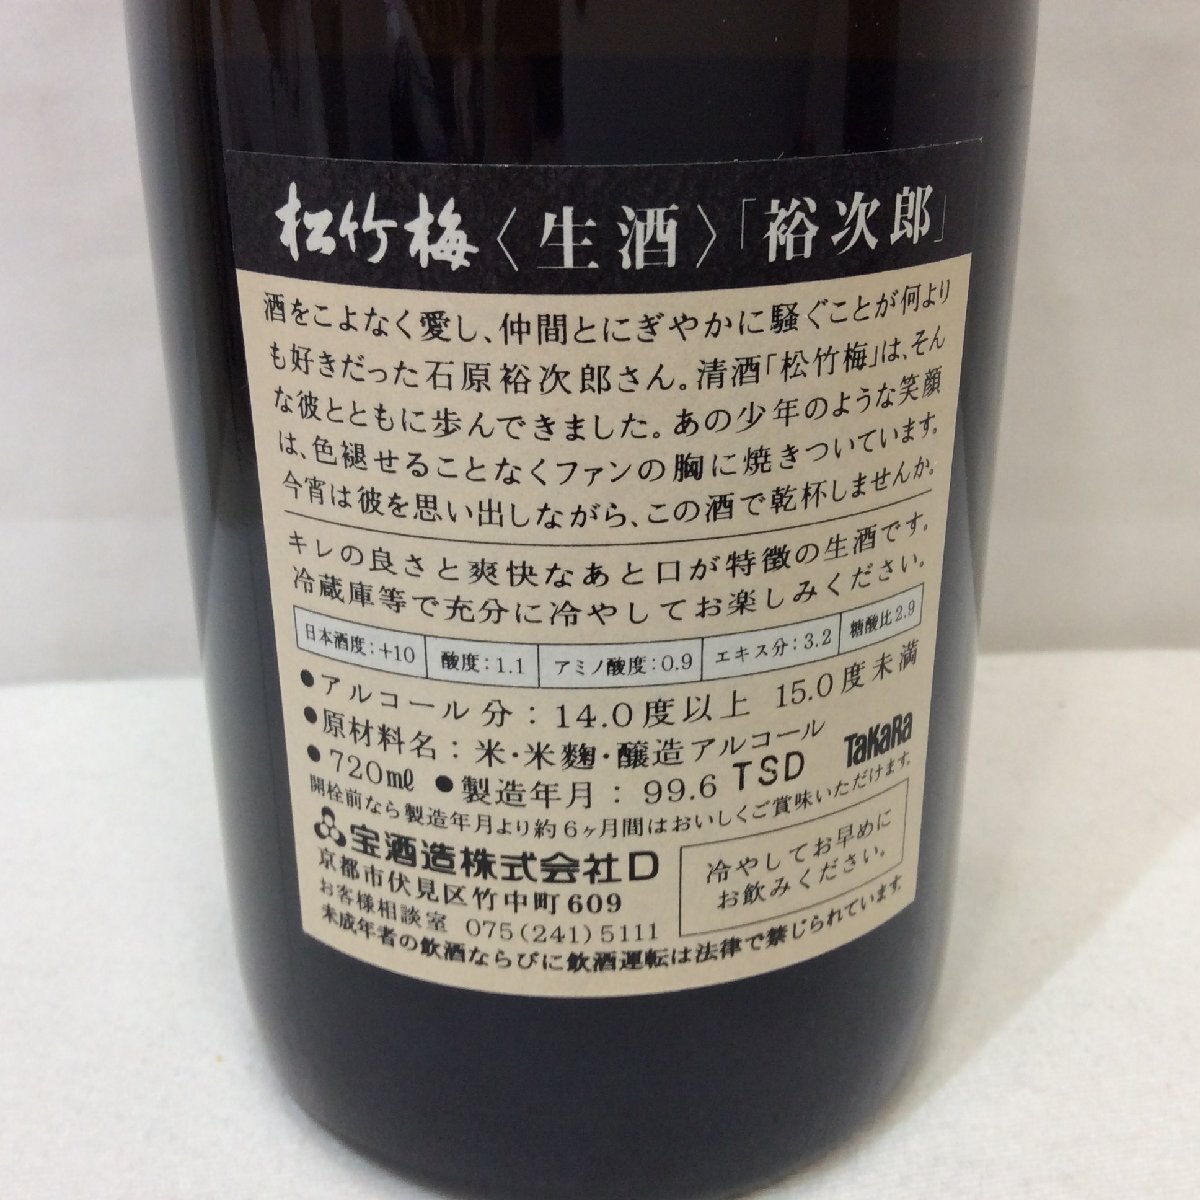 松竹梅〈生酒〉「裕次郎」
酒をこよなく愛し、仲間とにぎやかに騒ぐことが何より
も好きだった石原裕次郎さん。清酒「松竹梅」は、そん
な彼とともに歩んできました。あの少年のような笑顔
は、色褪せることなくファンの胸に焼きついています。
今宵は彼を思い出しながら、この酒で乾杯しませんか。
キレの良さと爽快なあと口が特徴の生酒です。
冷蔵庫等で充分に冷やしてお楽しみください。
日本酒度:+10 酸度:1.1 アミノ酸度:0.9 エキス分:3.2 糖酸比2.9
●アルコール分:14.0度以上 15.0度未満
●原材料名:米・米麹・醸造アルコール
●720㎖ ●製造年月:99.6 TSD TaKaRa
開栓前なら製造年月より約6ヶ月間はおいしくご賞味いただけます。
宝酒造株式会社D
京都市伏見区竹中町609
お客様相談室 075(241)5111
冷やしてお早めに
お飲みください。
未成年者の飲酒ならびに飲酒運転は法律で禁じられています。